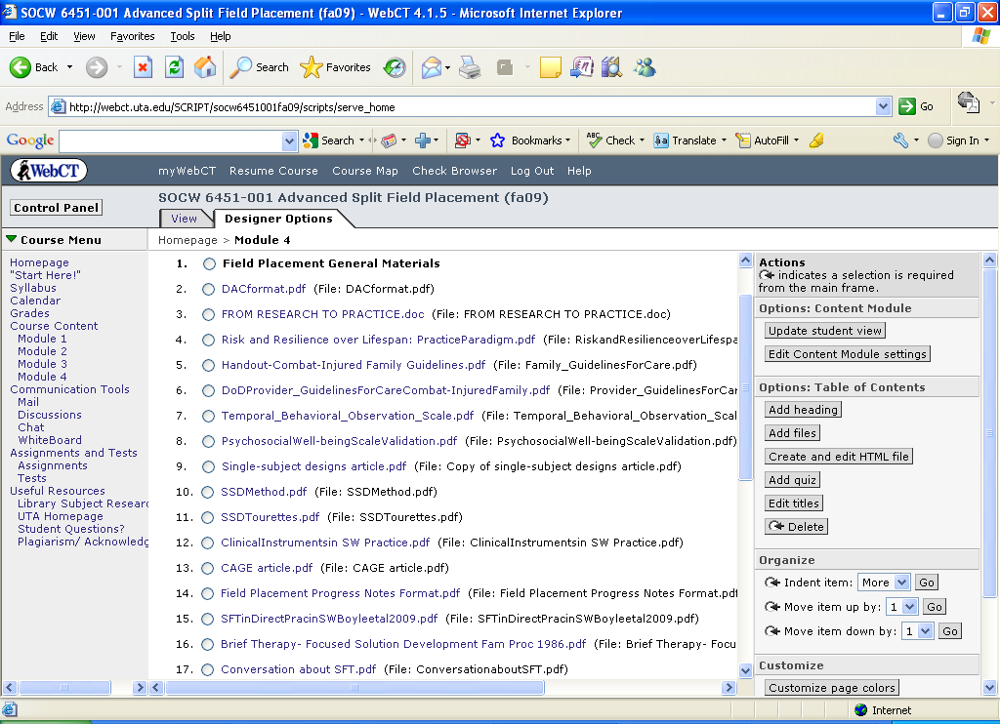 SOCW 6451-001 Advanced Split Field Placement (fa09) - WebCT 4.1.5 - Microsoft Internet Explorer
File Edit View Favorites Tools Help
Back Search Favorites
Address http://webct.uta.edu/SCRIPT/socw6451001fa09/scripts/serve_home Go
Google Search Bookmarks Check Translate AutoFill Sign In
WebCT myWebCT Resume Course Course Map Check Browser Log Out Help
SOCW 6451-001 Advanced Split Field Placement (fa09)
Control Panel
View Designer Options
Course Menu
Homepage > Module 4
Homepage
"Start Here!"
Syllabus
Calendar
Grades
Course Content
Module 1
Module 2
Module 3
Module 4
Communication Tools
Mail
Discussions
Chat
WhiteBoard
Assignments and Tests
Assignments
Tests
Useful Resources
Library Subject Researc
UTA Homepage
Student Questions?
Plagiarism/ Acknowledg
1. Field Placement General Materials
2. DACformat.pdf (File: DACformat.pdf)
3. FROM RESEARCH TO PRACTICE.doc (File: FROM RESEARCH TO PRACTICE.doc)
4. Risk and Resilience over Lifespan: PracticeParadigm.pdf (File: RiskandResilienceoverLifespa
5. Handout-Combat-Injured Family Guidelines.pdf (File: Family_GuidelinesForCare.pdf)
6. DoDProvider_GuidelinesForCareCombat-InjuredFamily.pdf (File: Provider_GuidelinesForCar
7. Temporal_Behavioral_Observation_Scale.pdf (File: Temporal_Behavioral_Observation_Scal
8. PsychosocialWell-beingScaleValidation.pdf (File: PsychosocialWell-beingScaleValidation.pdf)
9. Single-subject designs article.pdf (File: Copy of single-subject designs article.pdf)
10. SSDMethod.pdf (File: SSDMethod.pdf)
11. SSDTourettes.pdf (File: SSDTourettes.pdf)
12. ClinicalInstrumentsin SW Practice.pdf (File: ClinicalInstrumentsin SW Practice.pdf)
13. CAGE article.pdf (File: CAGE article.pdf)
14. Field Placement Progress Notes Format.pdf (File: Field Placement Progress Notes Format.pdf
15. SFTinDirectPracinSWBoyleetal2009.pdf (File: SFTinDirectPracinSWBoyleetal2009.pdf)
16. Brief Therapy- Focused Solution Development Fam Proc 1986.pdf (File: Brief Therapy- Focu
17. Conversation about SFT.pdf (File: ConversationaboutSFT.pdf)
Actions
indicates a selection is required
from the main frame.
Options: Content Module
Update student view
Edit Content Module settings
Options: Table of Contents
Add heading
Add files
Create and edit HTML file
Add quiz
Edit titles
Delete
Organize
Indent item: More Go
Move item up by: 1 Go
Move item down by: 1 Go
Customize
Customize page colors
Internet